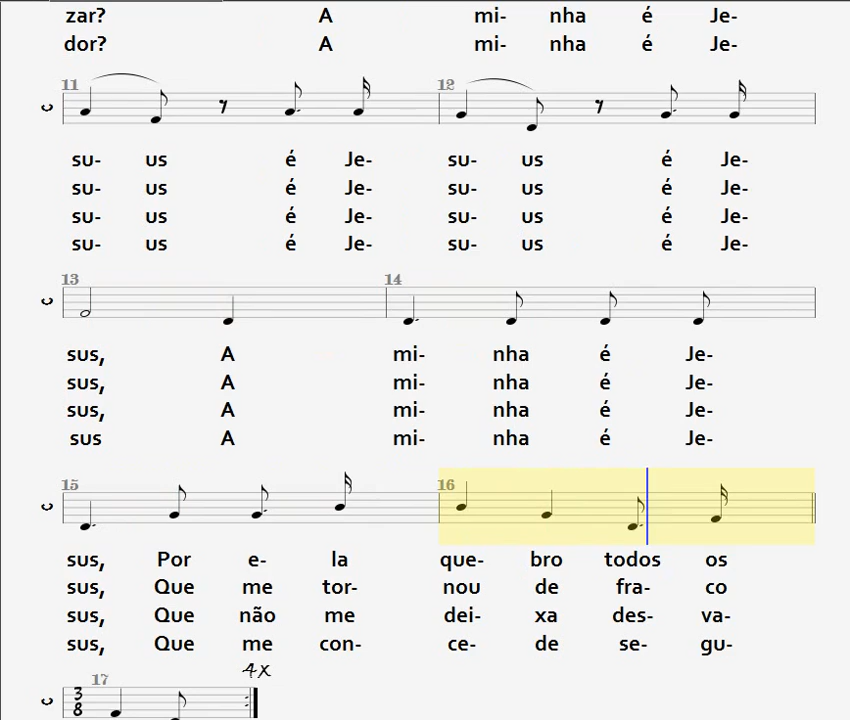 zar? A mi- nha é Je-
dor? A mi- nha é Je-
11 12
su- us é Je- su- us é Je-
su- us é Je- su- us é Je-
su- us é Je- su- us é Je-
su- us é Je- su- us é Je-
13 14
sus, A mi- nha é Je-
sus, A mi- nha é Je-
sus, A mi- nha é Je-
sus A mi- nha é Je-
15 16
sus, Por e- la que- bro todos os
sus, Que me tor- nou de fra- co
sus, Que não me dei- xa des- va-
sus, Que me con- ce- de se- gu-
4x
17
3
8